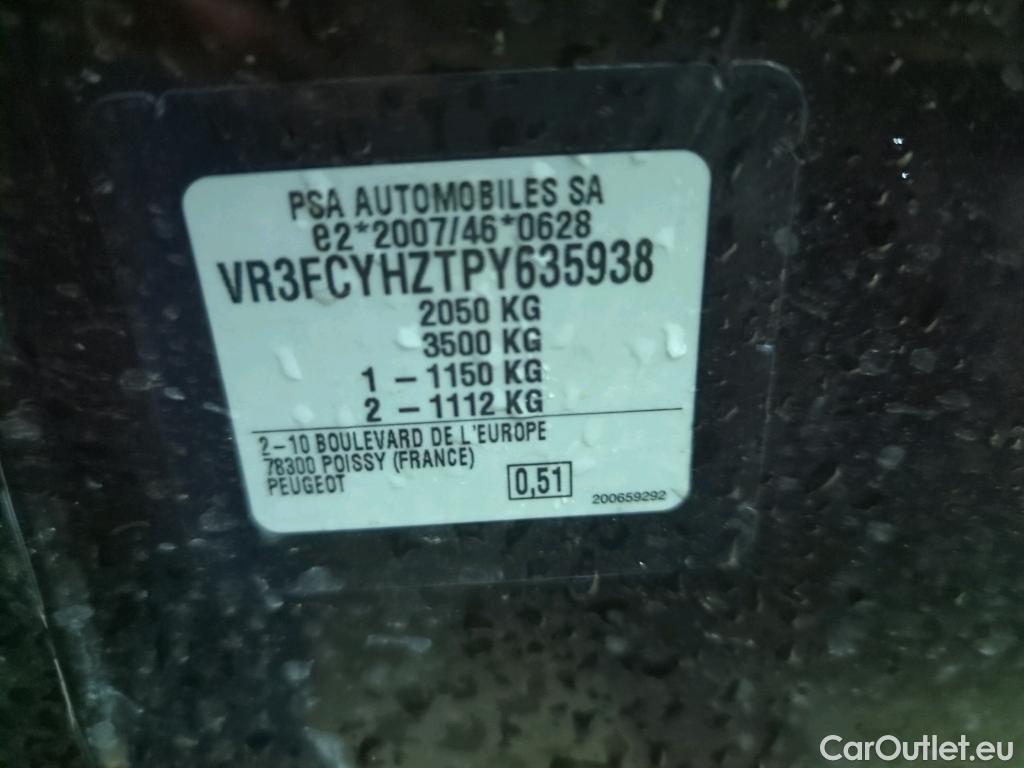 PSA AUTOMOBILES SA
e2*2007/46*0628
VR3FCYHZTPY635938
2050 KG
3500 KG
1 - 1150 KG
2 - 1112 KG
2-10 BOULEVARD DE L'EUROPE
78300 POISSY (FRANCE)
PEUGEOT
0,51
200659292
CarOutlet.eu